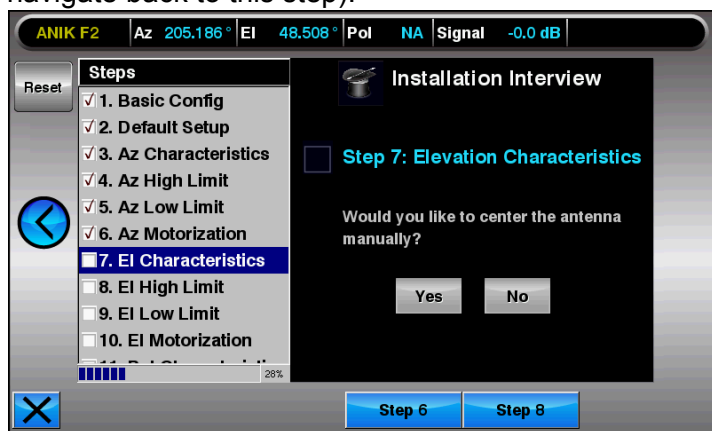 navigate back to this step).
ANIK F2 Az 205.186° El 48.508° Pol NA Signal -0.0 dB
Reset
Steps
1. Basic Config
2. Default Setup
3. Az Characteristics
4. Az High Limit
5. Az Low Limit
6. Az Motorization
7. El Characteristics
8. El High Limit
9. El Low Limit
10. El Motorization
28%
Installation Interview
Step 7: Elevation Characteristics
Would you like to center the antenna
manually?
Yes No
Step 6 Step 8